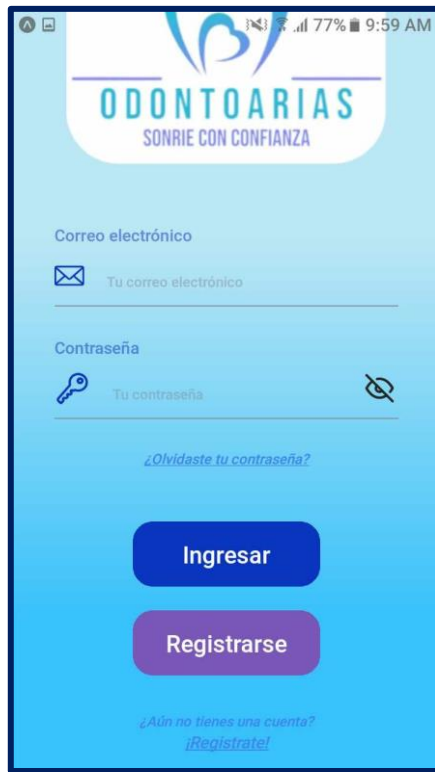 77% 9:59 AM
ODONTOARIAS
SONRIE CON CONFIANZA
Correo electrónico
Tu correo electrónico
Contraseña
Tu contraseña
¿Olvidaste tu contraseña?
Ingresar
Registrarse
¿Aún no tienes una cuenta?
¡Registrate!